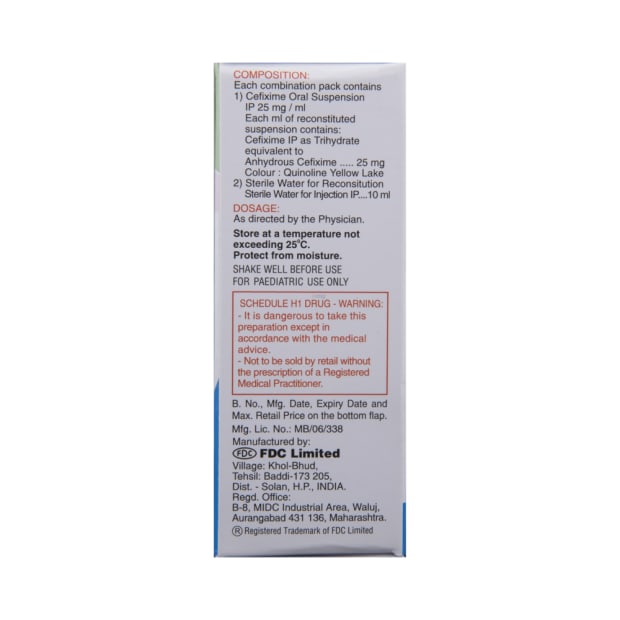 COMPOSITION:
Each combination pack contains
1) Cefixime Oral Suspension
IP 25 mg / ml
Each ml of reconstituted
suspension contains:
Cefixime IP as Trihydrate
equivalent to
Anhydrous Cefixime ..... 25 mg
Colour : Quinoline Yellow Lake
2) Sterile Water for Reconsitution
Sterile Water for Injection IP....10 ml
DOSAGE:
As directed by the Physician.
Store at a temperature not
exceeding 25°C.
Protect from moisture.
SHAKE WELL BEFORE USE
FOR PAEDIATRIC USE ONLY
SCHEDULE H1 DRUG - WARNING:
- It is dangerous to take this
preparation except in
accordance with the medical
advice.
- Not to be sold by retail without
the prescription of a Registered
Medical Practitioner.
B. No., Mfg. Date, Expiry Date and
Max. Retail Price on the bottom flap.
Mfg. Lic. No.: MB/06/338
Manufactured by:
FDC FDC Limited
Village: Khol-Bhud,
Tehsil: Baddi-173 205,
Dist. - Solan, H.P., INDIA.
Regd. Office:
B-8, MIDC Industrial Area, Waluj,
Aurangabad 431 136, Maharashtra.
® Registered Trademark of FDC Limited